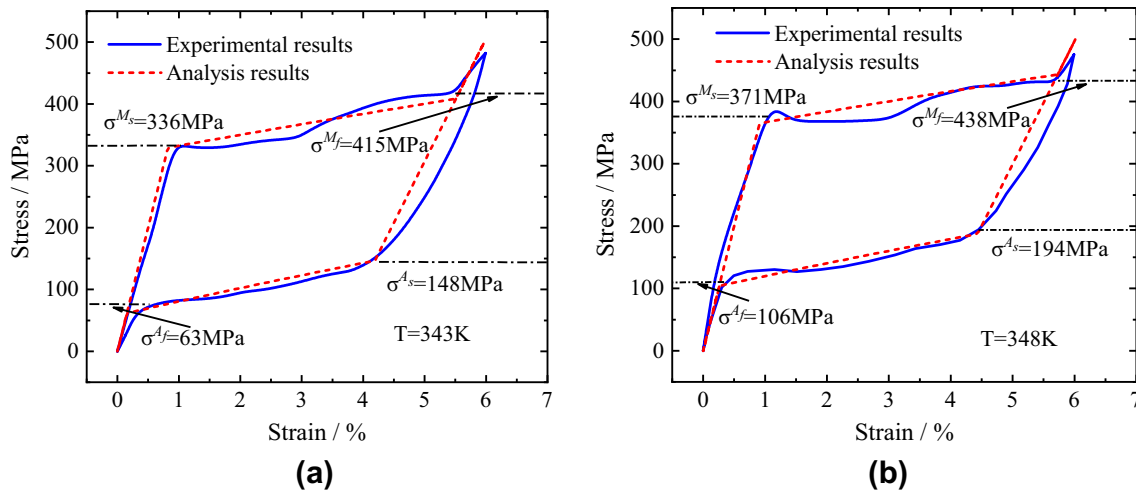 Experimental results
Analysis results
σMs=336MPa
σMf=415MPa
σAs=148MPa
σAf=63MPa
T=343K
Stress / MPa
500
400
300
200
100
0
0 1 2 3 4 5 6 7
Strain / %
(a)
Experimental results
Analysis results
σMs=371MPa
σMf=438MPa
σAs=194MPa
σAf=106MPa
T=348K
Stress / MPa
500
400
300
200
100
0
0 1 2 3 4 5 6 7
Strain / %
(b)